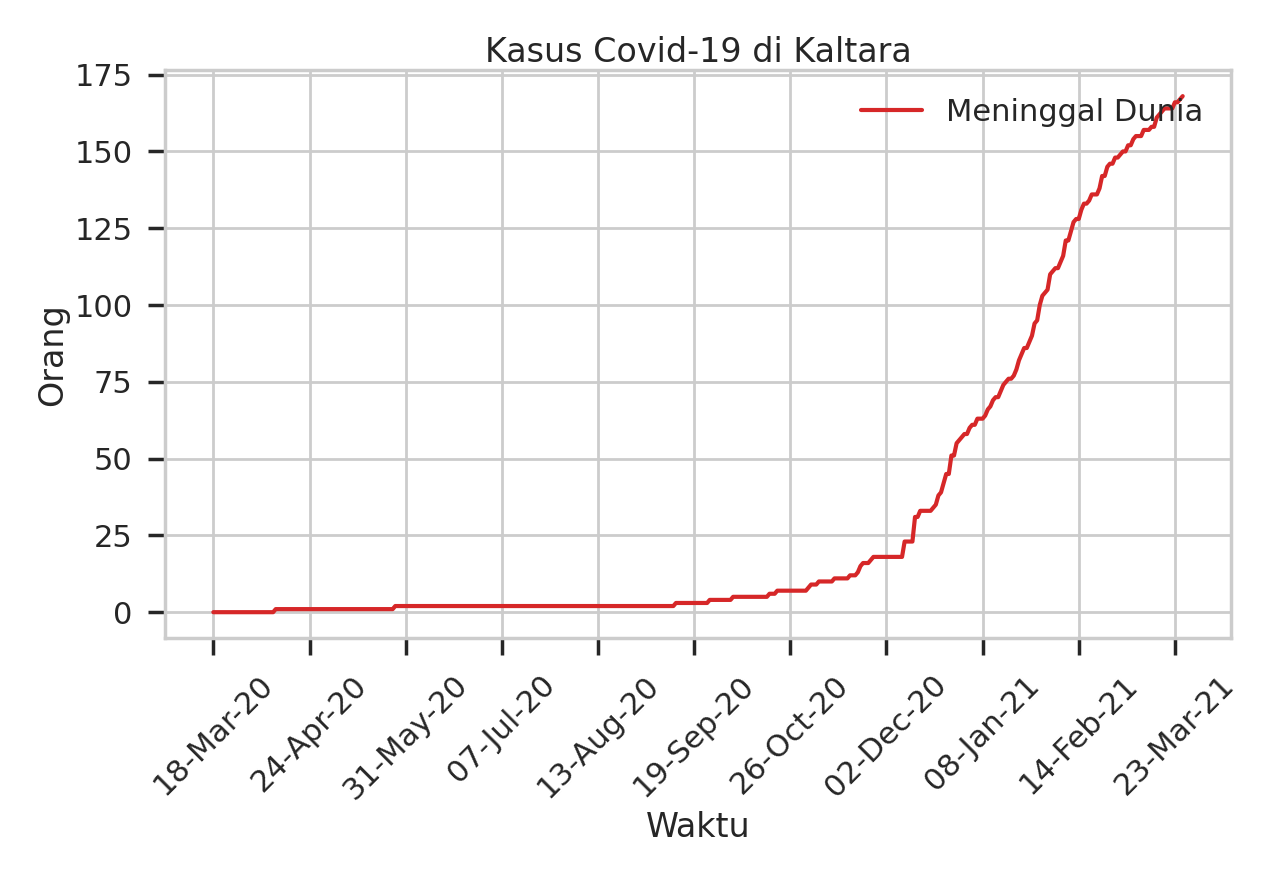 Kasus Covid-19 di Kaltara
Meninggal Dunia
Orang
175
150
125
100
75
50
25
0
18-Mar-20
24-Apr-20
31-May-20
07-Jul-20
13-Aug-20
19-Sep-20
26-Oct-20
02-Dec-20
08-Jan-21
14-Feb-21
23-Mar-21
Waktu